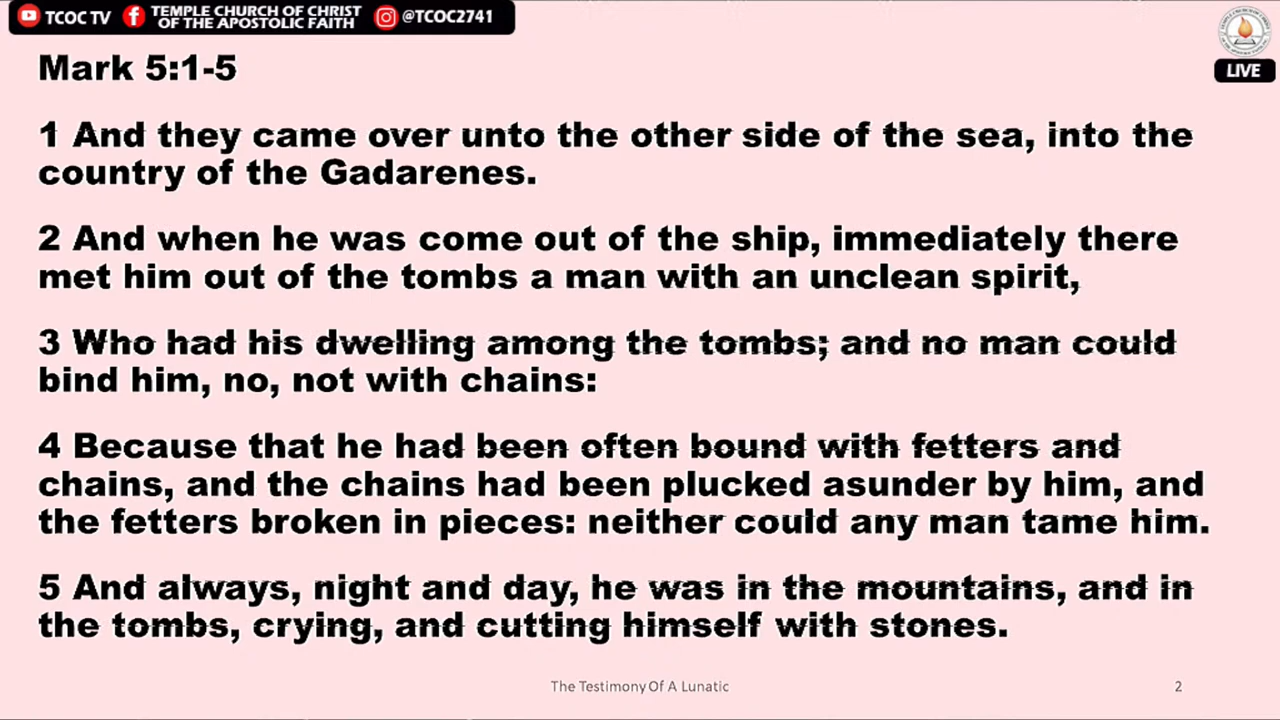 TCOC TV TEMPLE CHURCH OF CHRIST OF THE APOSTOLIC FAITH @TCOC2741
LIVE
Mark 5:1-5
1 And they came over unto the other side of the sea, into the
country of the Gadarenes.
2 And when he was come out of the ship, immediately there
met him out of the tombs a man with an unclean spirit,
3 Who had his dwelling among the tombs; and no man could
bind him, no, not with chains:
4 Because that he had been often bound with fetters and
chains, and the chains had been plucked asunder by him, and
the fetters broken in pieces: neither could any man tame him.
5 And always, night and day, he was in the mountains, and in
the tombs, crying, and cutting himself with stones.
The Testimony Of A Lunatic
2